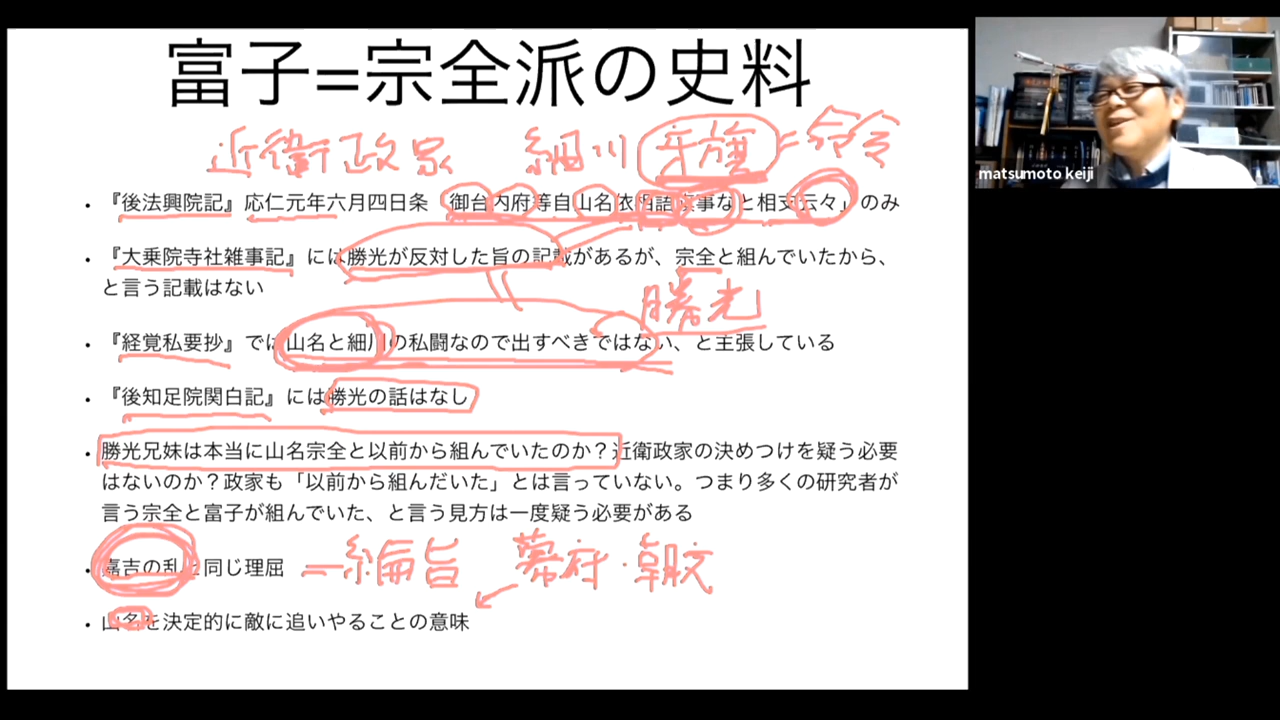 富子=宗全派の史料
近衛政家 細川 牙旗=命令
・『後法興院記』応仁元年六月四日条「御台内府等自山名依相語旗事など相支云々」のみ
・『大乗院寺社雑事記』には勝光が反対した旨の記載があるが、宗全と組んでいたから、
と言う記載はない
勝光
・『経覚私要抄』では山名と細川の私闘なので出すべきではない、と主張している
・『後知足院関白記』には勝光の話はなし
・勝光兄妹は本当に山名宗全と以前から組んでいたのか？近衛政家の決めつけを疑う必要
はないのか？政家も「以前から組んだいた」とは言っていない。つまり多くの研究者が
言う宗全と富子が組んでいた、と言う見方は一度疑う必要がある
・嘉吉の乱と同じ理屈 ー綸旨 幕府・朝廷
・山名を決定的に敵に追いやることの意味
matsumoto keiji